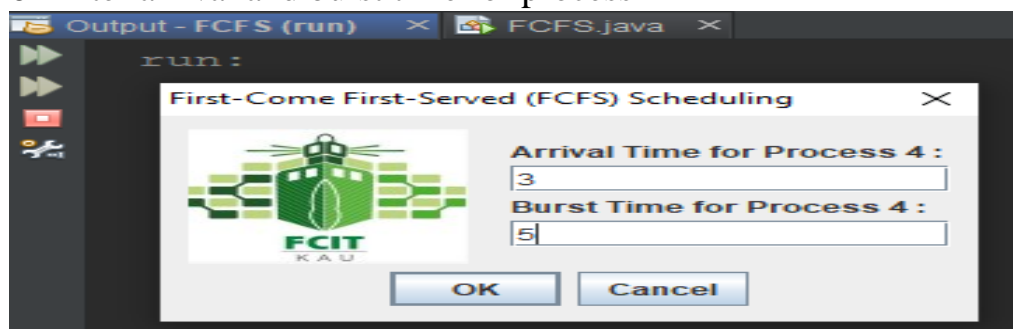 Output - FCFS (run) × FCFS.java ×
run:
First-Come First-Served (FCFS) Scheduling
Arrival Time for Process 4 :
3
Burst Time for Process 4 :
5
FCIT
KAU
OK Cancel